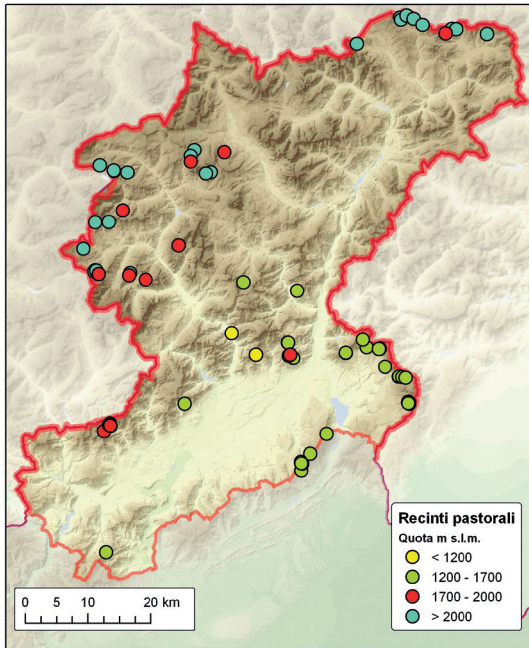 Recinti pastorali
Quota m s.l.m.
< 1200
1200 - 1700
1700 - 2000
> 2000
0 5 10 20 km